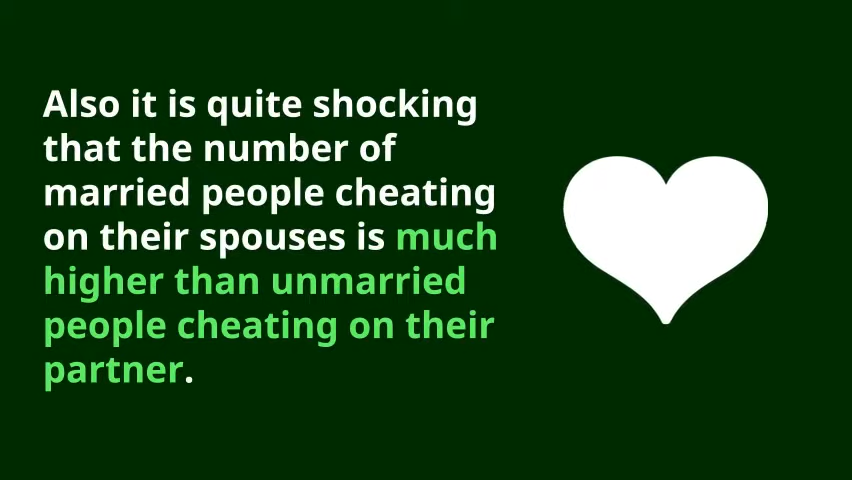 Also it is quite shocking
that the number of
married people cheating
on their spouses is much
higher than unmarried
people cheating on their
partner.